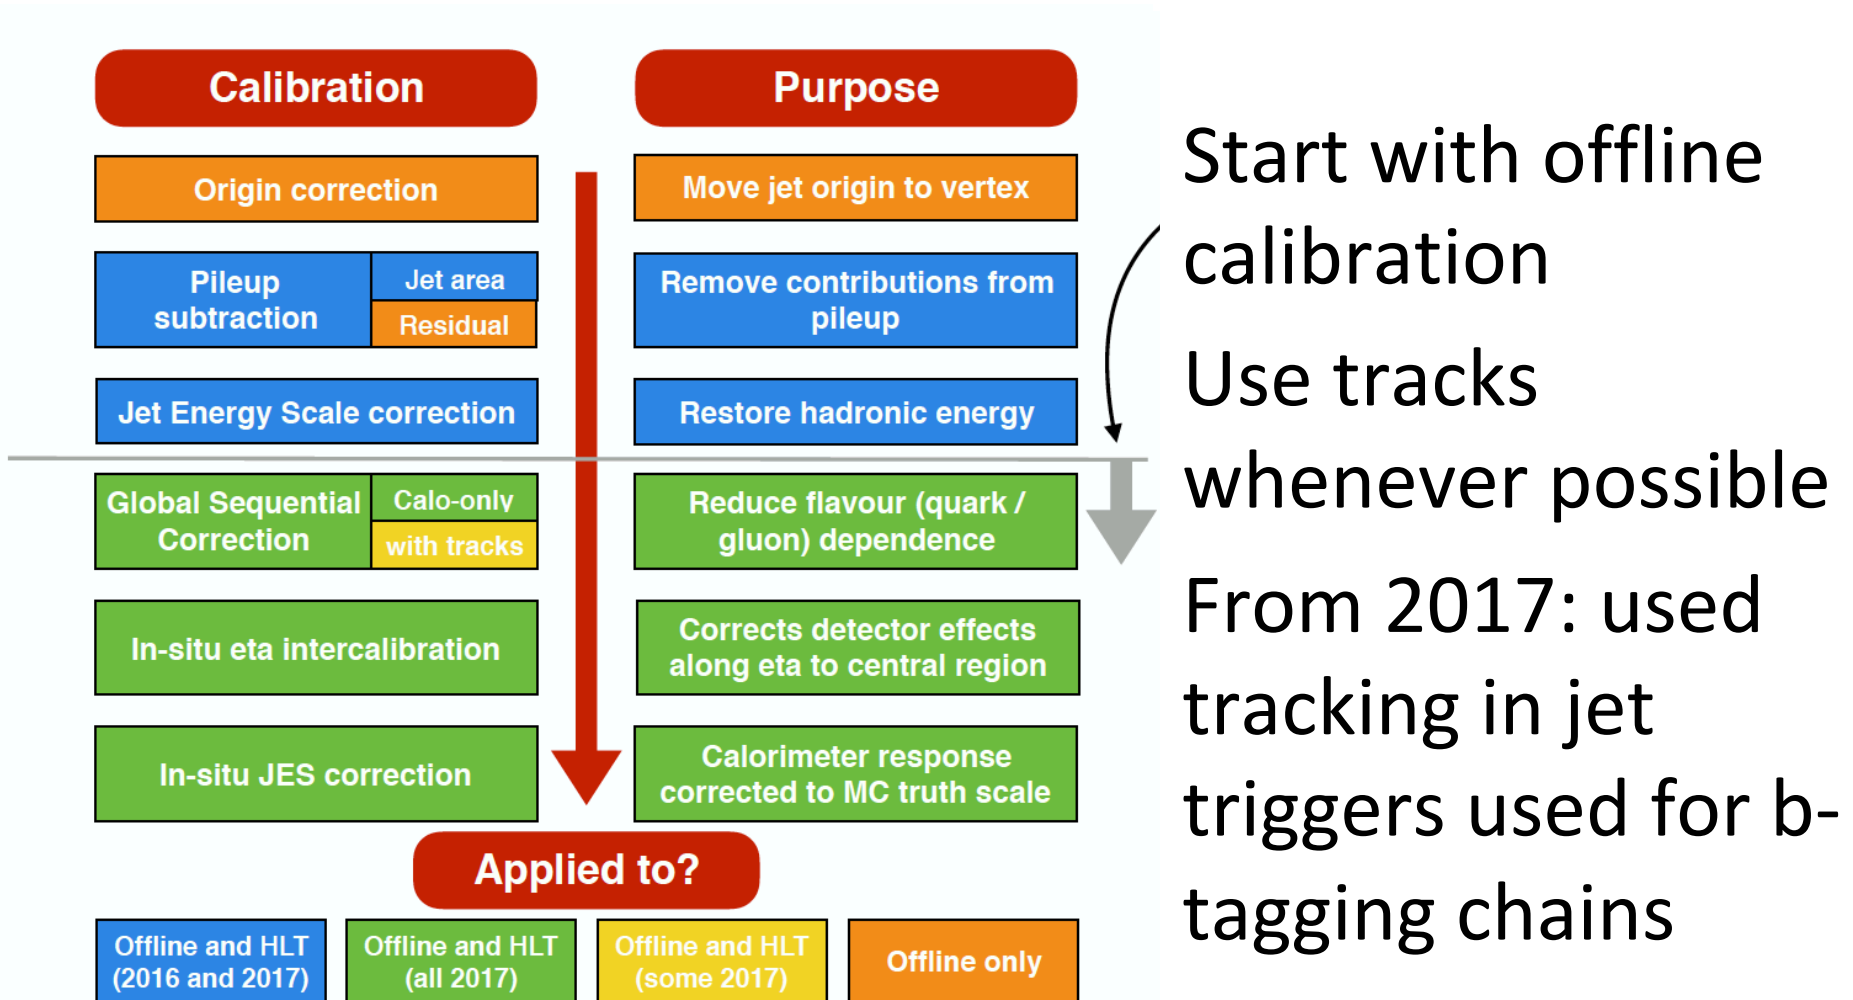 Calibration
Purpose
Origin correction
Move jet origin to vertex
Pileup
subtraction
Jet area
Residual
Remove contributions from
pileup
Jet Energy Scale correction
Restore hadronic energy
Global Sequential
Correction
Calo-only
with tracks
Reduce flavour (quark /
gluon) dependence
In-situ eta intercalibration
Corrects detector effects
along eta to central region
In-situ JES correction
Calorimeter response
corrected to MC truth scale
Applied to?
Offline and HLT
(2016 and 2017)
Offline and HLT
(all 2017)
Offline and HLT
(some 2017)
Offline only
Start with offline
calibration
Use tracks
whenever possible
From 2017: used
tracking in jet
triggers used for b-
tagging chains